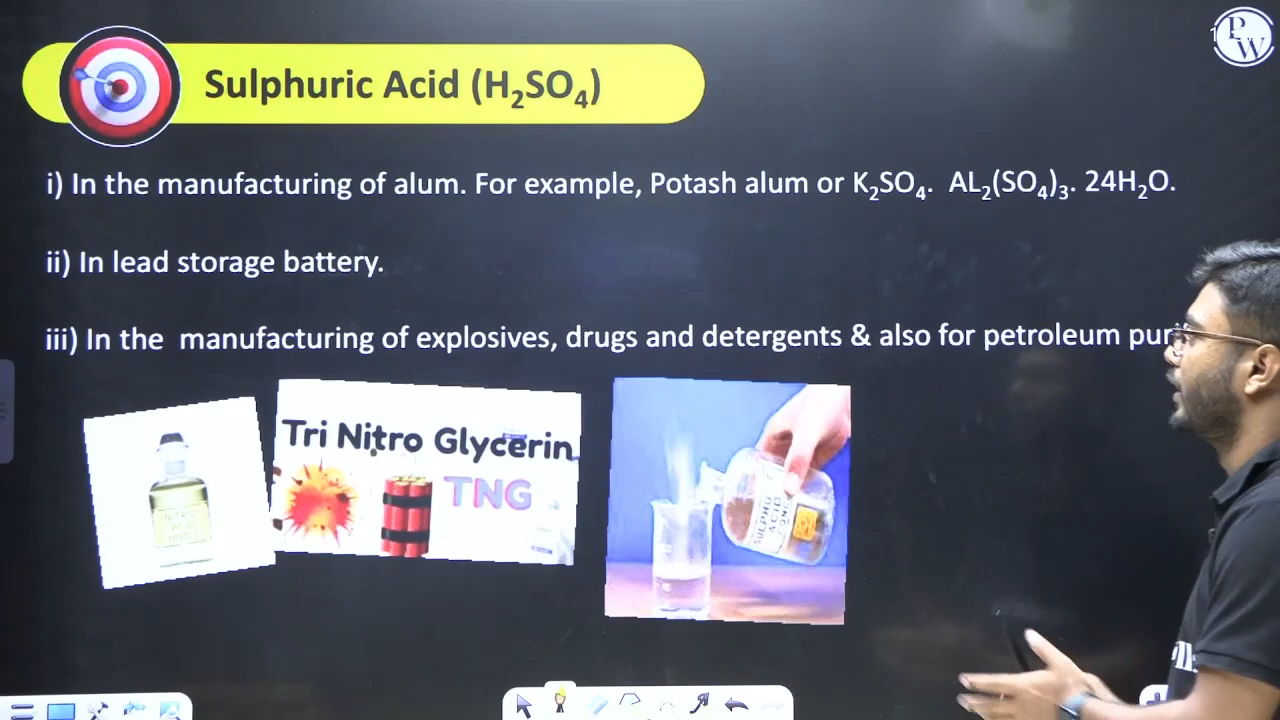 PW
Sulphuric Acid (H₂SO₄)
i) In the manufacturing of alum. For example, Potash alum or K₂SO₄. AL₂(SO₄)₃. 24H₂O.
ii) In lead storage battery.
iii) In the manufacturing of explosives, drugs and detergents & also for petroleum
Tri Nitro Glycerin
TNG
ACID